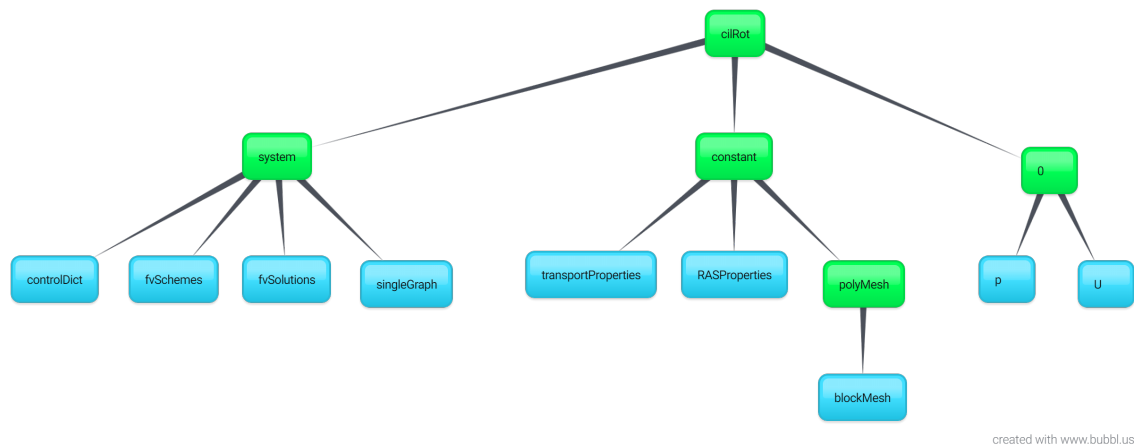 cilRot
system
constant
0
controlDict
fvSchemes
fvSolutions
singleGraph
transportProperties
RASProperties
polyMesh
p
U
blockMesh
created with www.bubbl.us